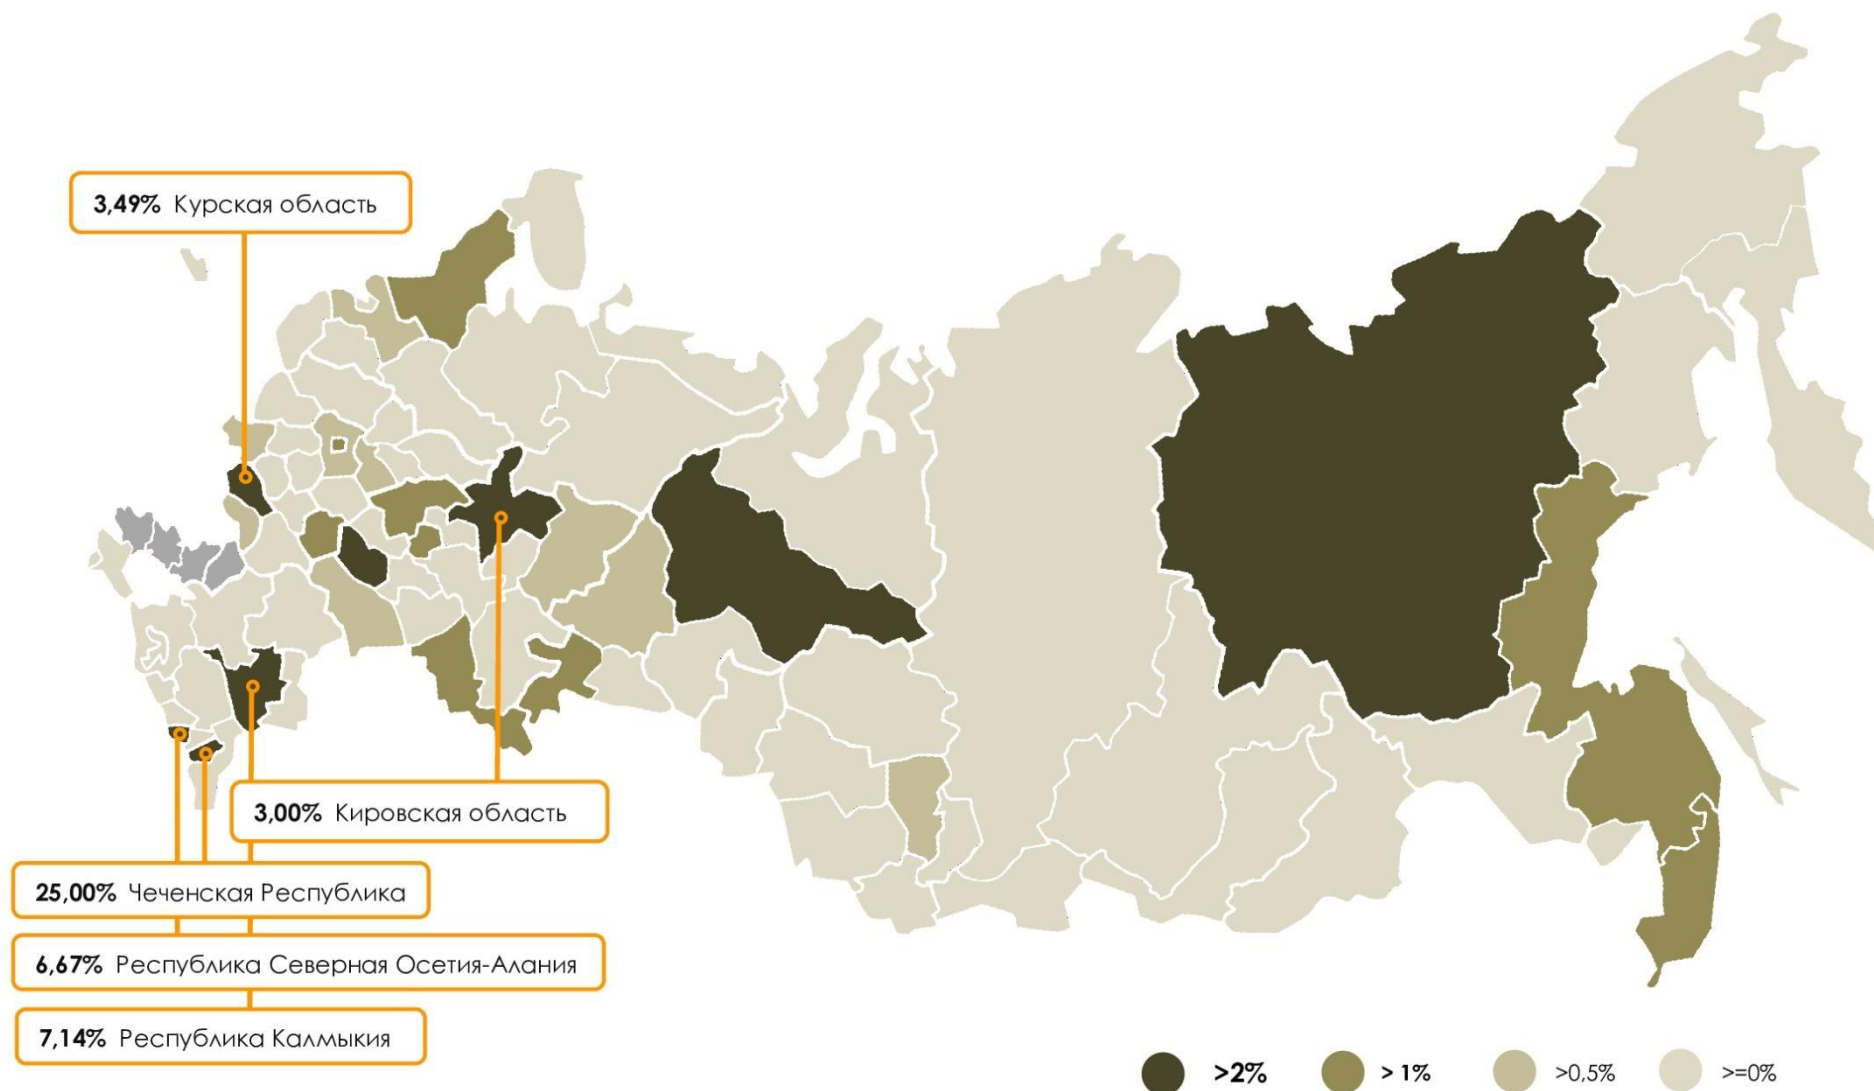 3,49% Курская область
3,00% Кировская область
25,00% Чеченская Республика
6,67% Республика Северная Осетия-Алания
7,14% Республика Калмыкия
>2% > 1% >0,5% >=0%